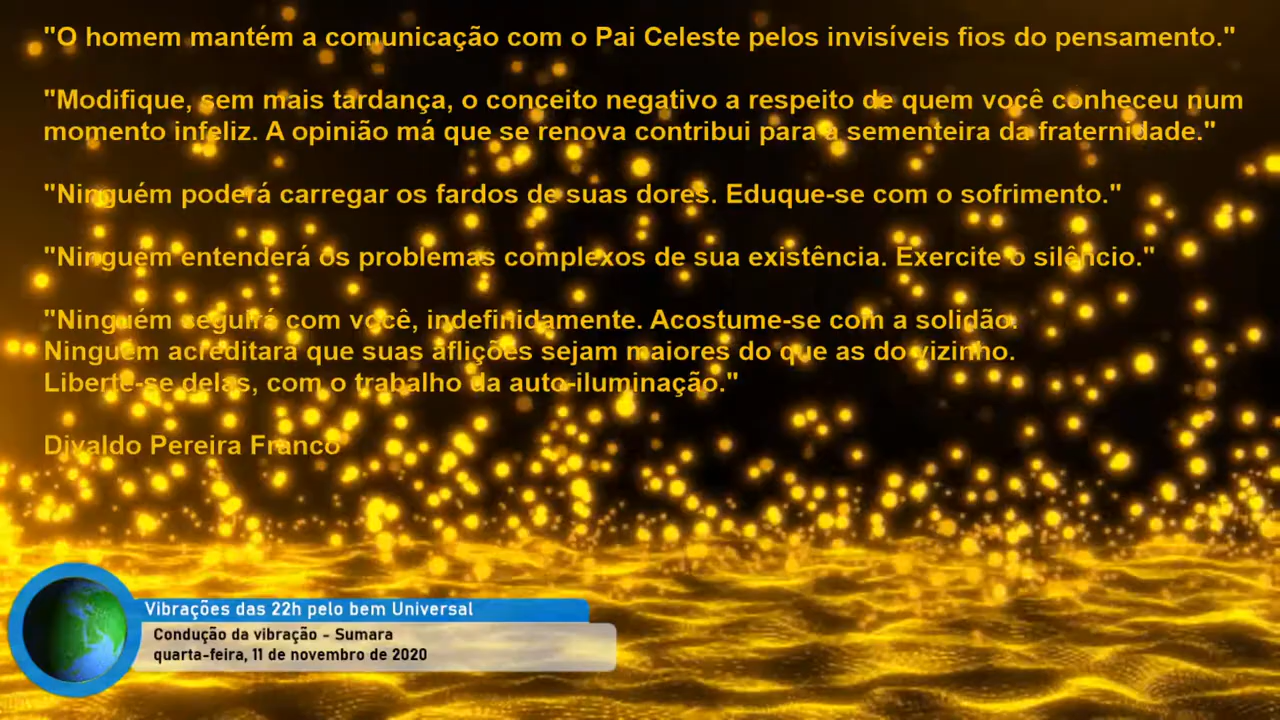 "O homem mantém a comunicação com o Pai Celeste pelos invisíveis fios do pensamento."
"Modifique, sem mais tardança, o conceito negativo a respeito de quem você conheceu num
momento infeliz. A opinião má que se renova contribui para a sementeira da fraternidade."
"Ninguém poderá carregar os fardos de suas dores. Eduque-se com o sofrimento."
"Ninguém entenderá os problemas complexos de sua existência. Exercite o silêncio."
"Ninguém seguirá com você, indefinidamente. Acostume-se com a solidão.
Ninguém acreditará que suas aflições sejam maiores do que as do vizinho.
Liberte-se delas, com o trabalho da auto-iluminação."
Divaldo Pereira Franco
Vibrações das 22h pelo bem Universal
Condução da vibração - Sumara
quarta-feira, 11 de novembro de 2020